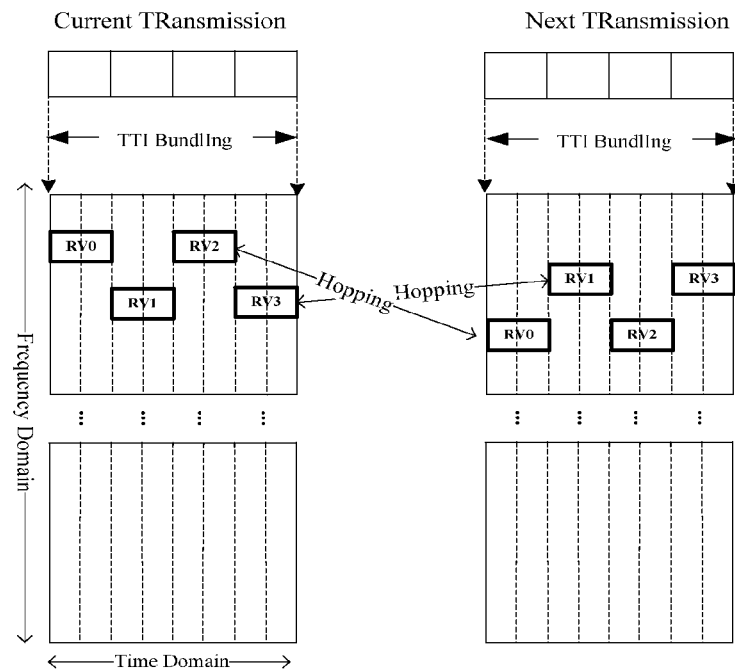 Current TRansmission
Next TRansmission
TTI Bundling
TTI Bundling
RV0
RV2
RV1
RV3
Hopping
Hopping
RV1
RV3
RV0
RV2
Frequency Domain
...
...
...
...
...
...
...
...
Time Domain